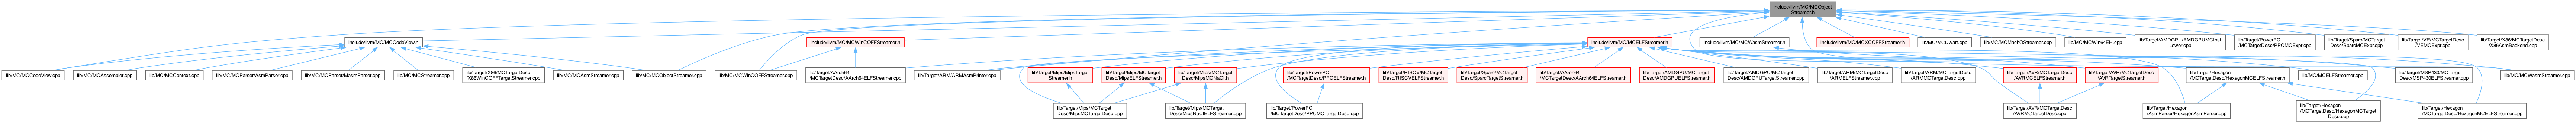 include/llvm/MC/MCObject
Streamer.h
include/llvm/MC/MCCodeView.h
include/llvm/MC/MCWinCOFFStreamer.h
include/llvm/MC/MCELFStreamer.h
include/llvm/MC/MCWasmStreamer.h
include/llvm/MC/MCXCOFFStreamer.h
lib/MC/MCDwarf.cpp
lib/MC/MCMachOStreamer.cpp
lib/MC/MCWin64EH.cpp
lib/Target/AMDGPU/AMDGPUMCInst
Lower.cpp
lib/Target/PowerPC
/MCTargetDesc/PPCMCExpr.cpp
lib/Target/Sparc/MCTarget
Desc/SparcMCExpr.cpp
lib/Target/VE/MCTargetDesc
/VEMCExpr.cpp
lib/Target/X86/MCTargetDesc
/X86AsmBackend.cpp
lib/MC/MCCodeView.cpp
lib/MC/MCAssembler.cpp
lib/MC/MCContext.cpp
lib/MC/MCParser/AsmParser.cpp
lib/MC/MCParser/MasmParser.cpp
lib/MC/MCStreamer.cpp
lib/Target/X86/MCTargetDesc
/X86WinCOFFTargetStreamer.cpp
lib/MC/MCAsmStreamer.cpp
lib/MC/MCObjectStreamer.cpp
lib/MC/MCWinCOFFStreamer.cpp
lib/Target/AArch64
/MCTargetDesc/AArch64ELFStreamer.cpp
lib/Target/ARM/ARMAsmPrinter.cpp
lib/Target/Mips/MipsTarget
Streamer.h
lib/Target/Mips/MCTarget
Desc/MipsELFStreamer.h
lib/Target/Mips/MCTarget
Desc/MipsMCNaCl.h
lib/Target/PowerPC
/MCTargetDesc/PPCELFStreamer.h
lib/Target/RISCV/MCTarget
Desc/RISCVELFStreamer.h
lib/Target/Sparc/MCTarget
Desc/SparcTargetStreamer.h
lib/Target/AArch64
/MCTargetDesc/AArch64ELFStreamer.h
lib/Target/AMDGPU/MCTarget
Desc/AMDGPUELFStreamer.h
lib/Target/AMDGPU/MCTarget
Desc/AMDGPUTargetStreamer.cpp
lib/Target/ARM/MCTargetDesc
/ARMELFStreamer.cpp
lib/Target/ARM/MCTargetDesc
/ARMMCTargetDesc.cpp
lib/Target/AVR/MCTargetDesc
/AVRMCELFStreamer.h
lib/Target/AVR/MCTargetDesc
/AVRTargetStreamer.h
lib/Target/Hexagon
/MCTargetDesc/HexagonMCELFStreamer.h
lib/MC/MCELFStreamer.cpp
lib/Target/MSP430/MCTarget
Desc/MSP430ELFStreamer.cpp
lib/MC/MCWasmStreamer.cpp
lib/Target/Mips/MCTarget
Desc/MipsMCTargetDesc.cpp
lib/Target/Mips/MCTarget
Desc/MipsNaClELFStreamer.cpp
lib/Target/PowerPC
/MCTargetDesc/PPCMCTargetDesc.cpp
lib/Target/AVR/MCTargetDesc
/AVRMCTargetDesc.cpp
lib/Target/Hexagon
/AsmParser/HexagonAsmParser.cpp
lib/Target/Hexagon
/MCTargetDesc/HexagonMCTarget
Desc.cpp
lib/Target/Hexagon
/MCTargetDesc/HexagonMCELFStreamer.cpp